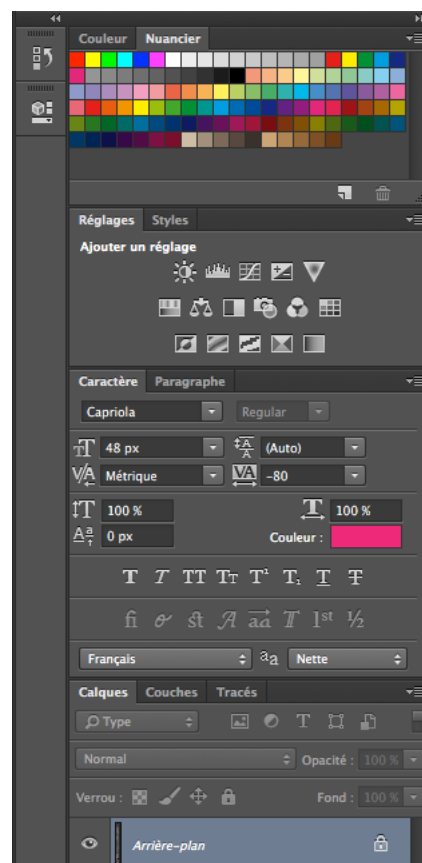 Couleur Nuancier
Réglages Styles
Ajouter un réglage
Caractère Paragraphe
Capriola Regular
48 px (Auto)
Métrique -80
100 % 100 %
0 px Couleur :
T T TT Tт T¹ T₁ T T
fi st A aa T 1st ½
Français aa Nette
Calques Couches Tracés
Type T
Normal Opacité : 100 %
Verrou : Fond : 100 %
Arrière-plan